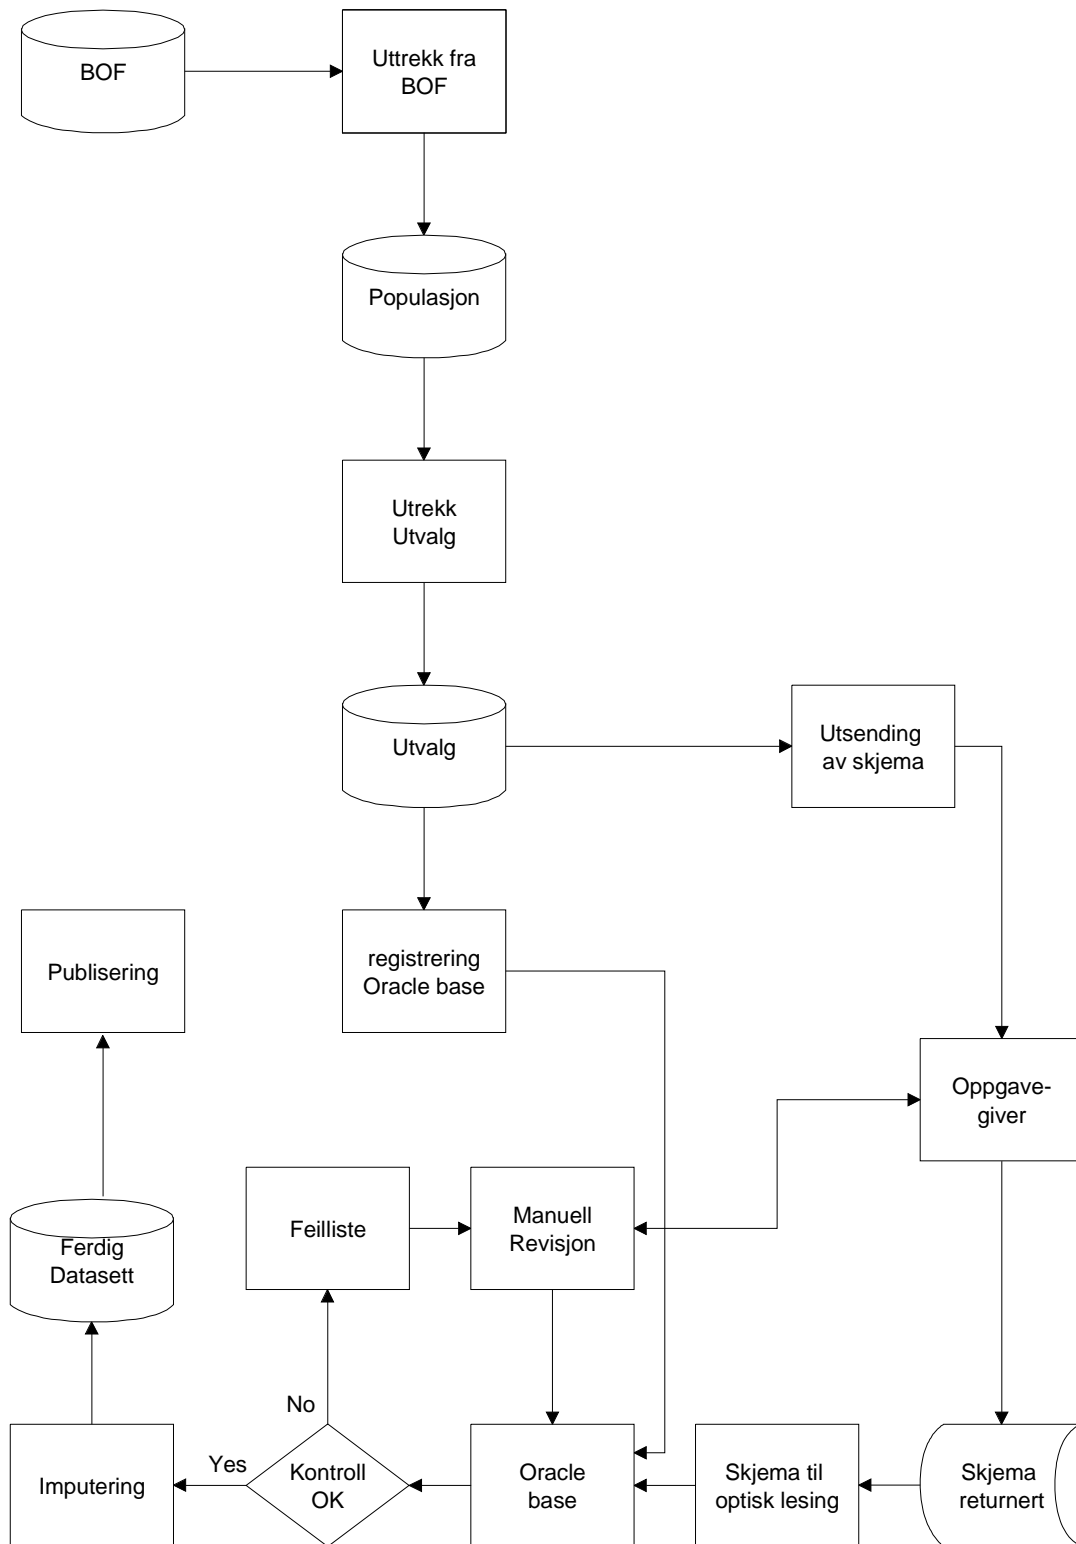 BOF
Uttrekk fra
BOF
Populasjon
Utrekk
Utvalg
Utvalg
Utsending
av skjema
Publisering
registrering
Oracle base
Oppgave-
giver
Feilliste
Manuell
Revisjon
Ferdig
Datasett
No
Yes
Imputering
Kontroll
OK
Oracle
base
Skjema til
optisk lesing
Skjema
returnert